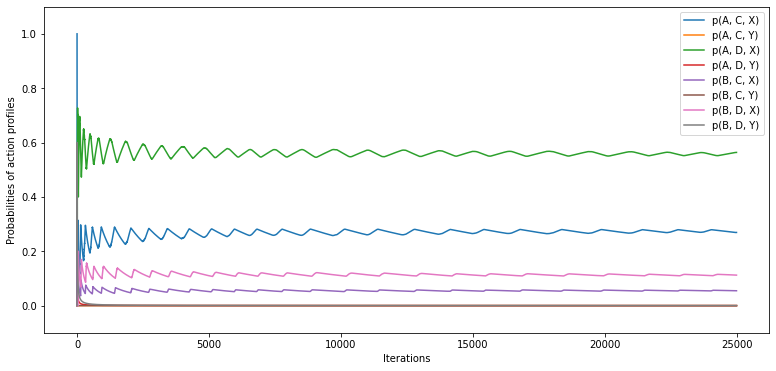 p(A, C, X)
p(A, C, Y)
p(A, D, X)
p(A, D, Y)
p(B, C, X)
p(B, C, Y)
p(B, D, X)
p(B, D, Y)
Probabilities of action profiles
1.0
0.8
0.6
0.4
0.2
0.0
0 5000 10000 15000 20000 25000
Iterations